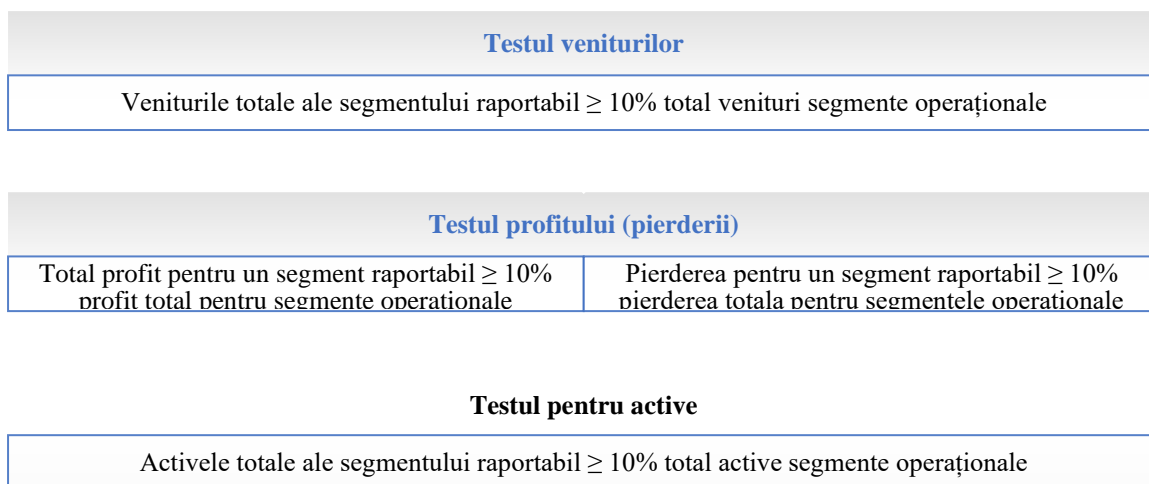 Testul veniturilor
Veniturile totale ale segmentului raportabil ≥ 10% total venituri segmente operaționale
Testul profitului (pierderii)
Total profit pentru un segment raportabil ≥ 10%
profit total pentru segmente operaționale
Pierderea pentru un segment raportabil ≥ 10%
pierderea totala pentru segmentele operaționale
Testul pentru active
Activele totale ale segmentului raportabil ≥ 10% total active segmente operaționale